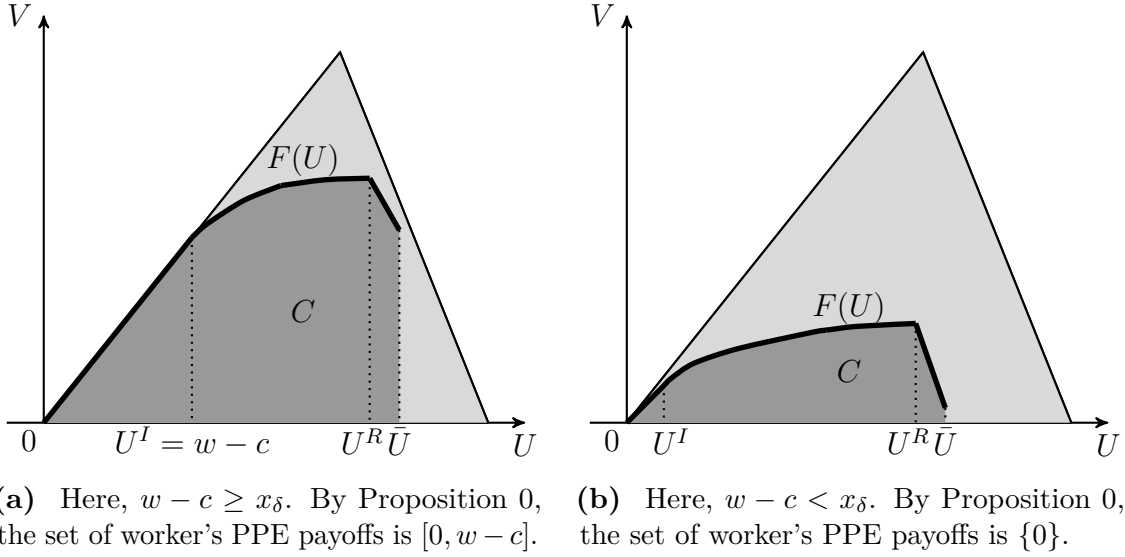 V
F(U)
C
0
U^I = w − c
U^R
Ū
U
V
F(U)
C
0
U^I
U^R
Ū
U
a) Here, w − c ≥ x_δ. By Proposition 0,
the set of worker's PPE payoffs is [0, w − c].
(b) Here, w − c < x_δ. By Proposition 0,
the set of worker's PPE payoffs is {0}.